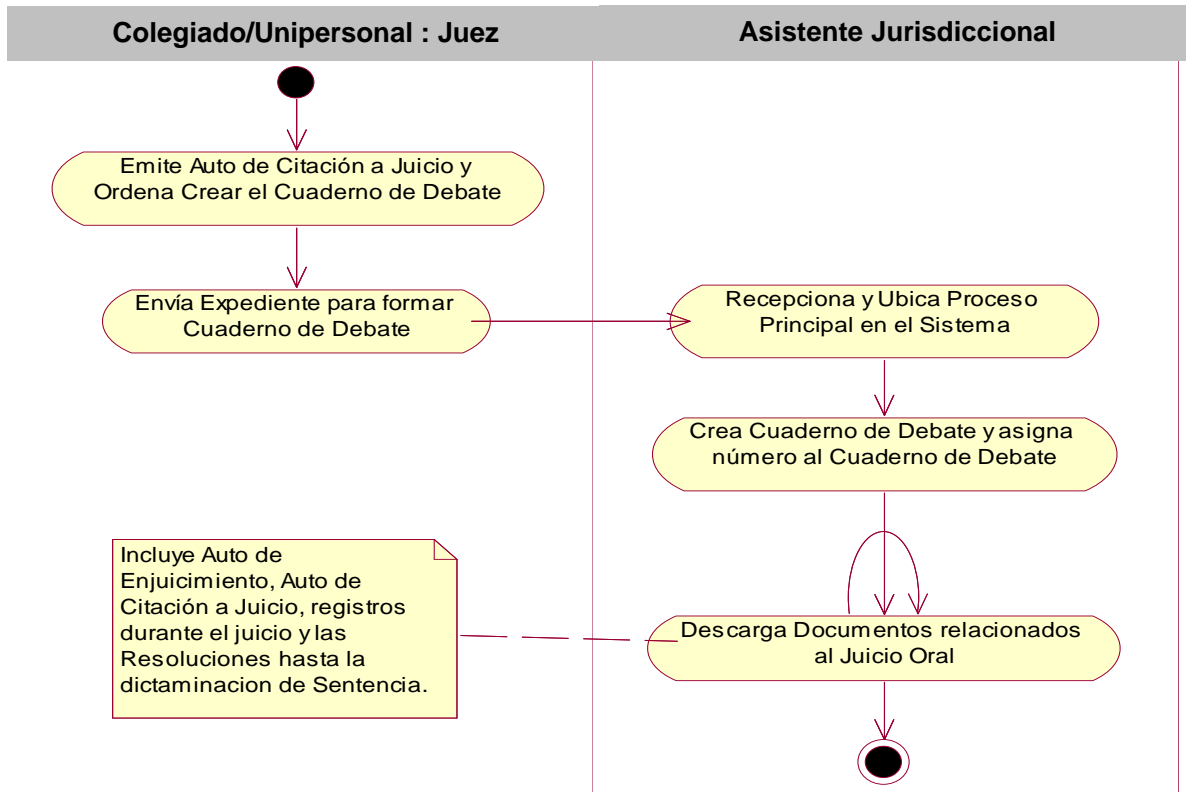 Colegiado/Unipersonal : Juez
Asistente Jurisdiccional
Emite Auto de Citación a Juicio y
Ordena Crear el Cuaderno de Debate
Envía Expediente para formar
Cuaderno de Debate
Recepciona y Ubica Proceso
Principal en el Sistema
Crea Cuaderno de Debate y asigna
número al Cuaderno de Debate
Incluye Auto de
Enjuicimiento, Auto de
Citación a Juicio, registros
durante el juicio y las
Resoluciones hasta la
dictaminacion de Sentencia.
Descarga Documentos relacionados
al Juicio Oral